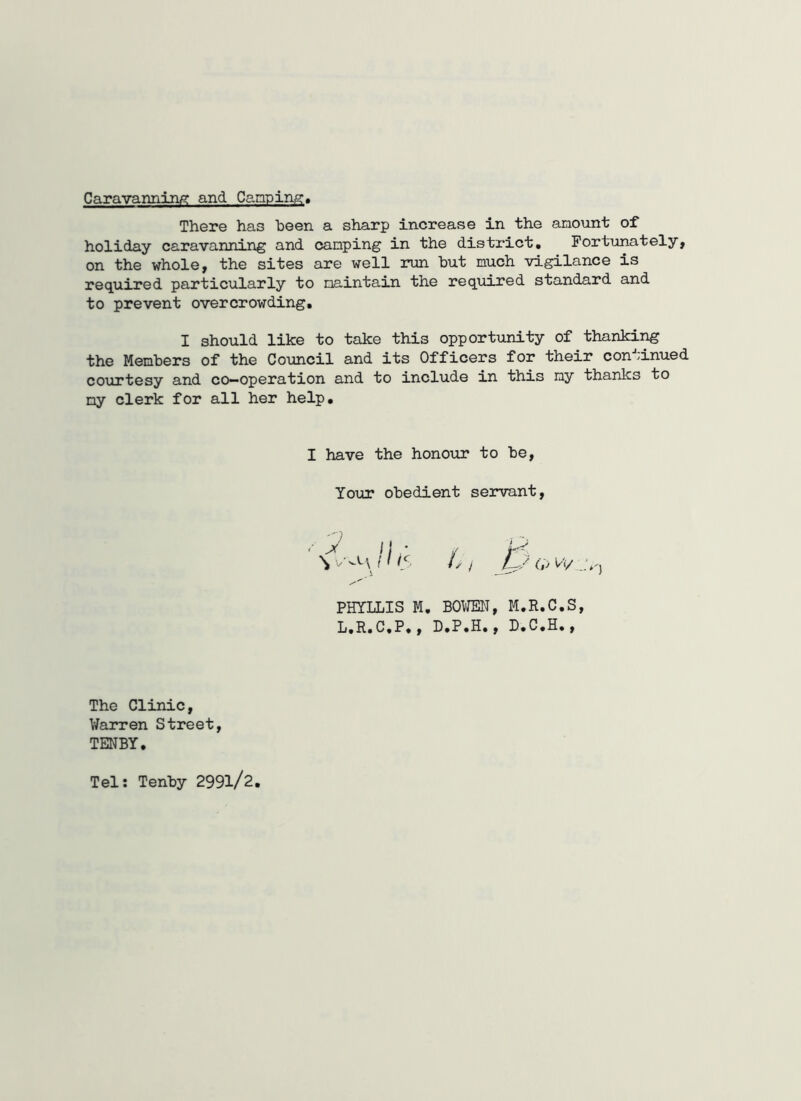 Caravanning and Camping.
There has been a sharp increase in the amount of
holiday caravanning and camping in the district. Fortunately,
on the whole, the sites are well run but much vigilance is
required particularly to maintain the required standard and
to prevent overcrowding.
I should like to take this opportunity of thanking
the Members of the Council and its Officers for their continued
courtesy and co-operation and to include in this my thanks to
my clerk for all her help.
I have the honour to be,
Your obedient servant,
Phyllis M Bowen
PHYLLIS M. BOWEN, M.R.C.S,
L.R.C.P., D.P.H., D.C.H.,
The Clinic,
Warren Street,
TENBY.
Tel: Tenby 2991/2.